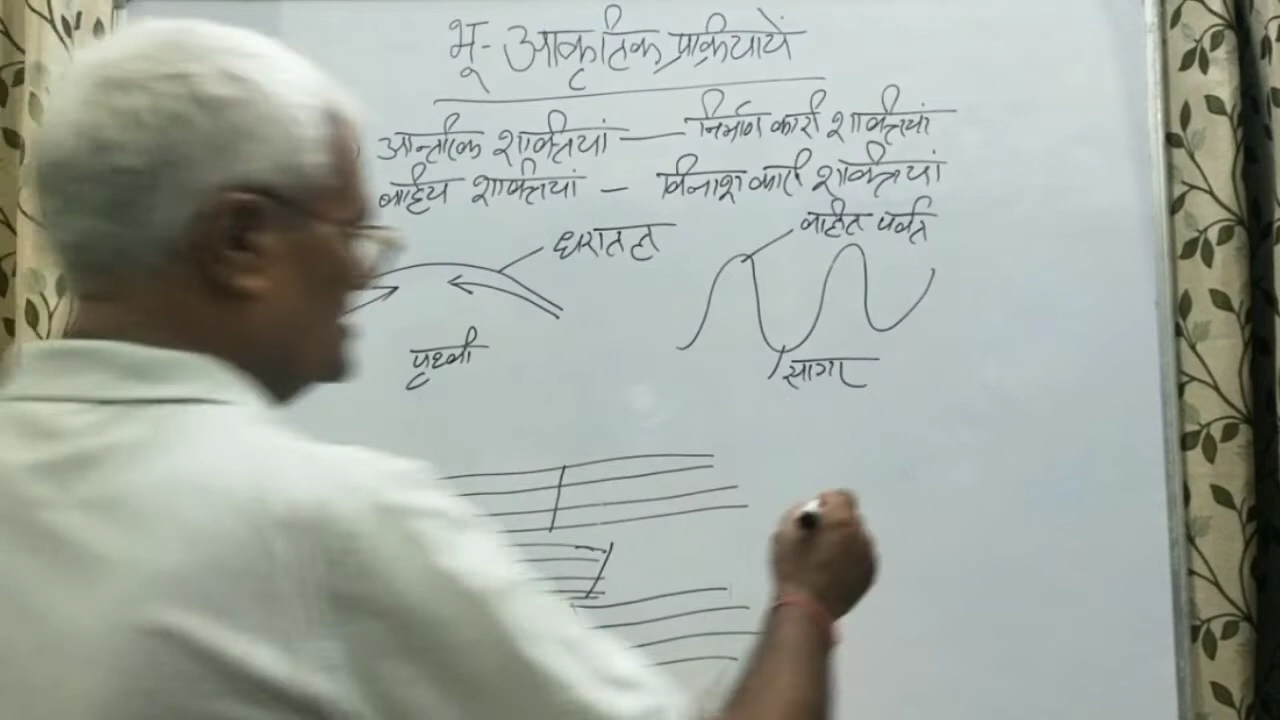 भू-आकृतिक प्रक्रियायें
आन्तरिक शक्तियां — निर्माणकारी शक्तियां
बाह्य शक्तियां — विनाशकारी शक्तियां
धरातल
वलित पर्वत
पृथ्वी
सागर